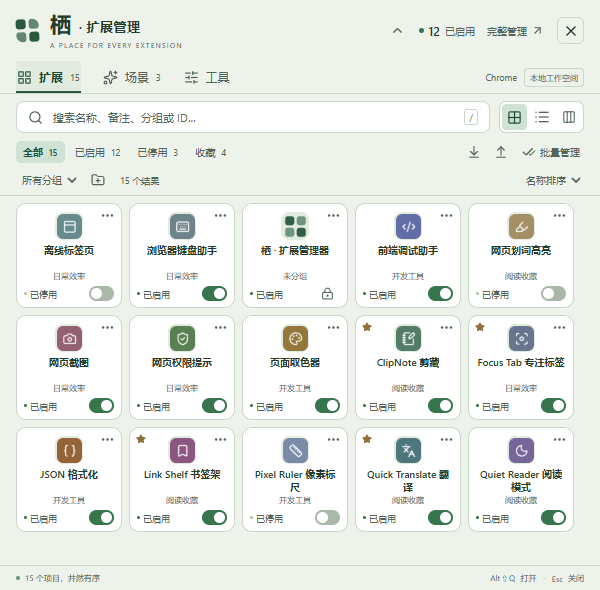 栖 · 扩展管理
A PLACE FOR EVERY EXTENSION
12 已启用
完整管理
扩展 15
场景 3
工具
Chrome
本地工作空间
搜索名称、备注、分组或 ID...
/
全部 15
已启用 12
已停用 3
收藏 4
批量管理
所有分组
15 个结果
名称排序
离线标签页
日常效率
已停用
浏览器键盘助手
日常效率
已启用
栖 · 扩展管理器
未分组
已启用
前端调试助手
开发工具
已启用
网页划词高亮
阅读收藏
已停用
网页截图
日常效率
已启用
网页权限提示
日常效率
已启用
页面取色器
开发工具
已启用
ClipNote 剪藏
阅读收藏
已启用
Focus Tab 专注标签
日常效率
已启用
JSON 格式化
开发工具
已启用
Link Shelf 书签架
阅读收藏
已启用
Pixel Ruler 像素标
尺
开发工具
已停用
Quick Translate 翻
译
阅读收藏
已启用
Quiet Reader 阅读
模式
阅读收藏
已启用
15 个项目，井然有序
Alt⇧Q 打开 · Esc 关闭